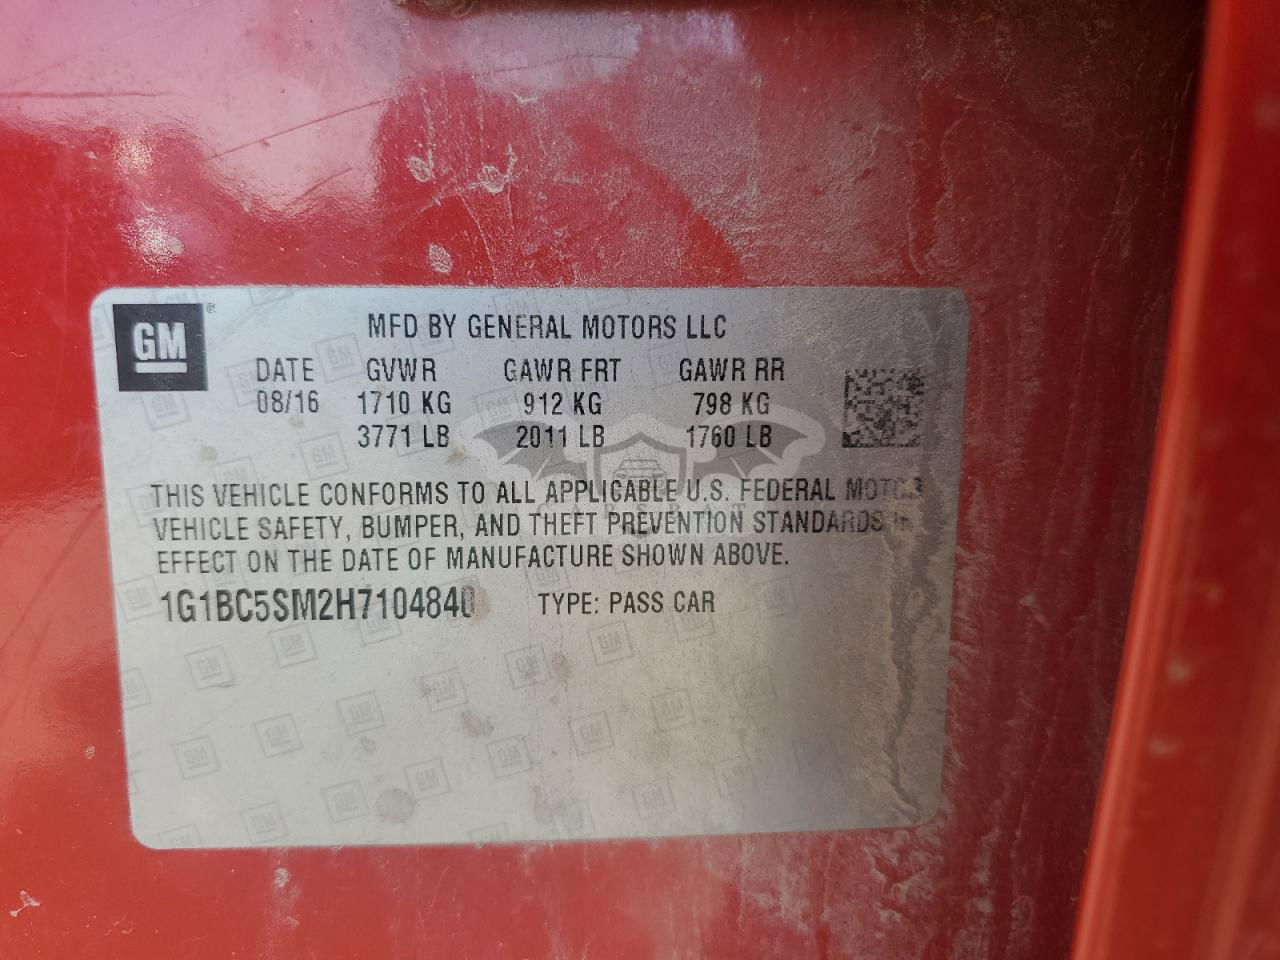 GM
MFD BY GENERAL MOTORS LLC
DATE GVWR GAWR FRT GAWR RR
08/16 1710 KG 912 KG 798 KG
3771 LB 2011 LB 1760 LB
THIS VEHICLE CONFORMS TO ALL APPLICABLE U.S. FEDERAL MOTOR
VEHICLE SAFETY, BUMPER, AND THEFT PREVENTION STANDARDS IN
EFFECT ON THE DATE OF MANUFACTURE SHOWN ABOVE.
1G1BC5SM2H7104840 TYPE: PASS CAR